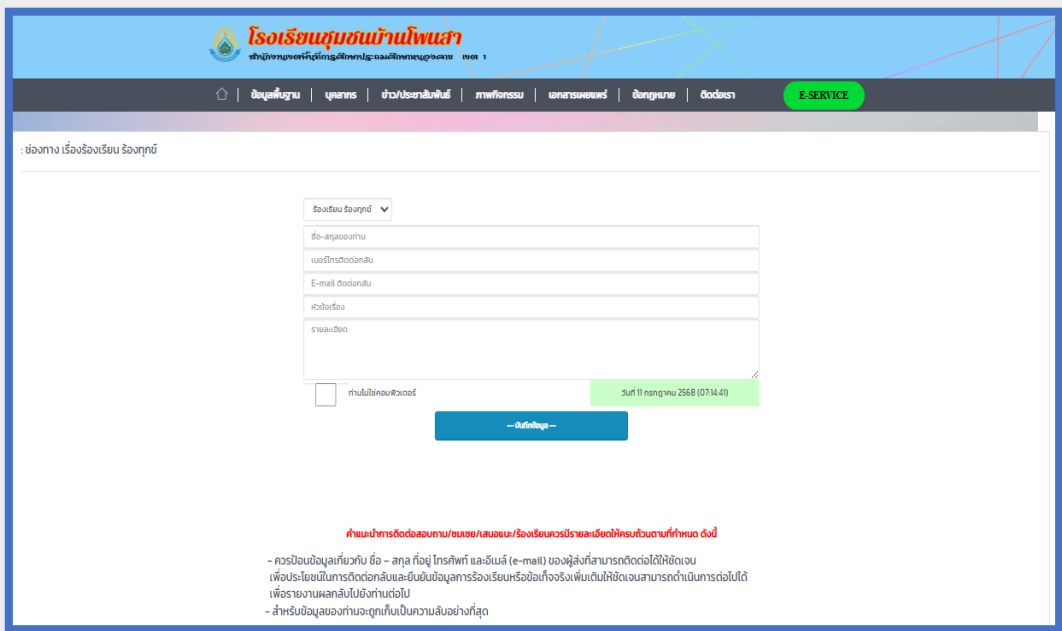 โรงเรียนชุมชนบ้านโพนสา
สำนักงานเขตพื้นที่การศึกษาประถมศึกษาหนองคาย เขต 1
ข้อมูลพื้นฐาน | บุคลากร | ข่าว/ประชาสัมพันธ์ | ภาพกิจกรรม | เอกสารเผยแพร่ | ข้อกฎหมาย | ติดต่อเรา E-SERVICE
: ช่องทาง เรื่องร้องเรียน ร้องทุกข์
ร้องเรียน ร้องทุกข์
ชื่อ-สกุลของท่าน
เบอร์โทรติดต่อกลับ
E-mail ติดต่อกลับ
หัวข้อเรื่อง
รายละเอียด
ท่านไม่ใช่คอมพิวเตอร์ วันที่ 11 กรกฎาคม 2568 (07:14:41)
--- บันทึกข้อมูล ---
คำแนะนำการติดต่อสอบถาม/ชมเชย/เสนอแนะ/ร้องเรียนควรมีรายละเอียดให้ครบถ้วนตามที่กำหนด ดังนี้
- ควรป้อนข้อมูลเกี่ยวกับ ชื่อ – สกุล ที่อยู่ โทรศัพท์ และอีเมล์ (e-mail) ของผู้ส่งที่สามารถติดต่อได้ให้ชัดเจน
เพื่อประโยชน์ในการติดต่อกลับและยืนยันข้อมูลการร้องเรียนหรือข้อเท็จจริงเพิ่มเติมให้ชัดเจนสามารถดำเนินการต่อไปได้
เพื่อรายงานผลกลับไปยังท่านต่อไป
- สำหรับข้อมูลของท่านจะถูกเก็บเป็นความลับอย่างที่สุด